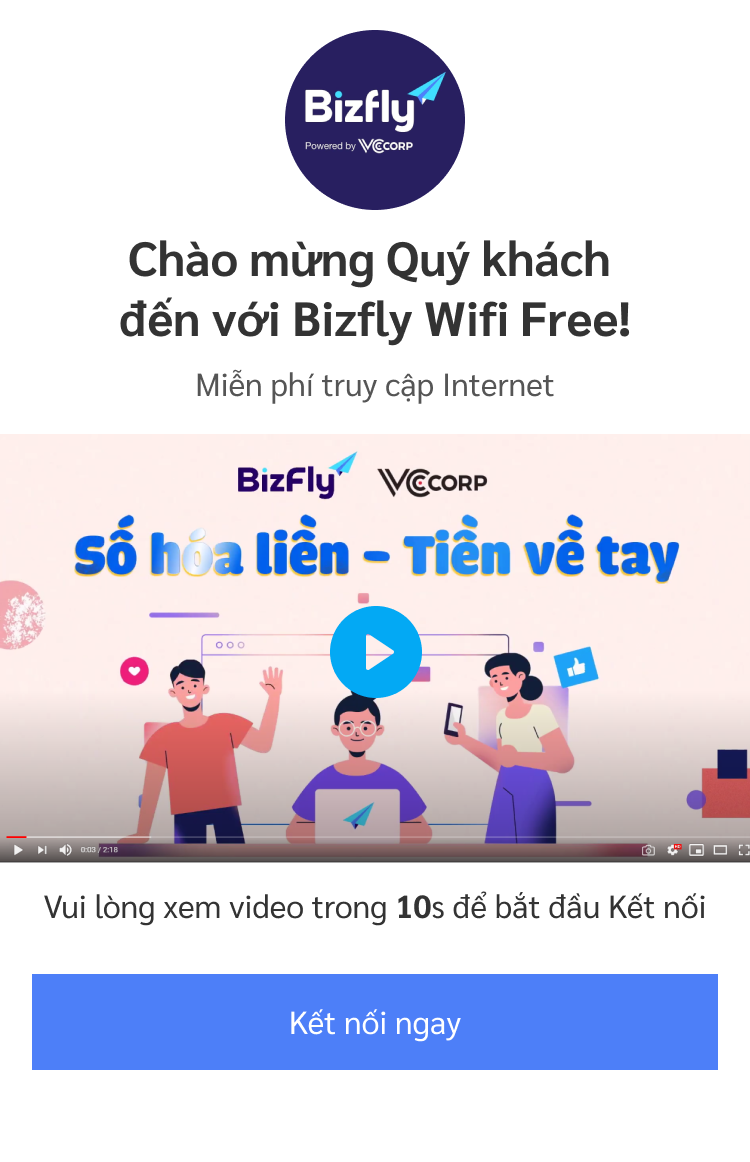 Bizfly
Powered by VCCORP
Chào mừng Quý khách
đến với Bizfly Wifi Free!
Miễn phí truy cập Internet
BizFly VCCORP
Số hóa liền – Tiền về tay
0:03 / 2:18
HD
Vui lòng xem video trong 10s để bắt đầu Kết nối
Kết nối ngay